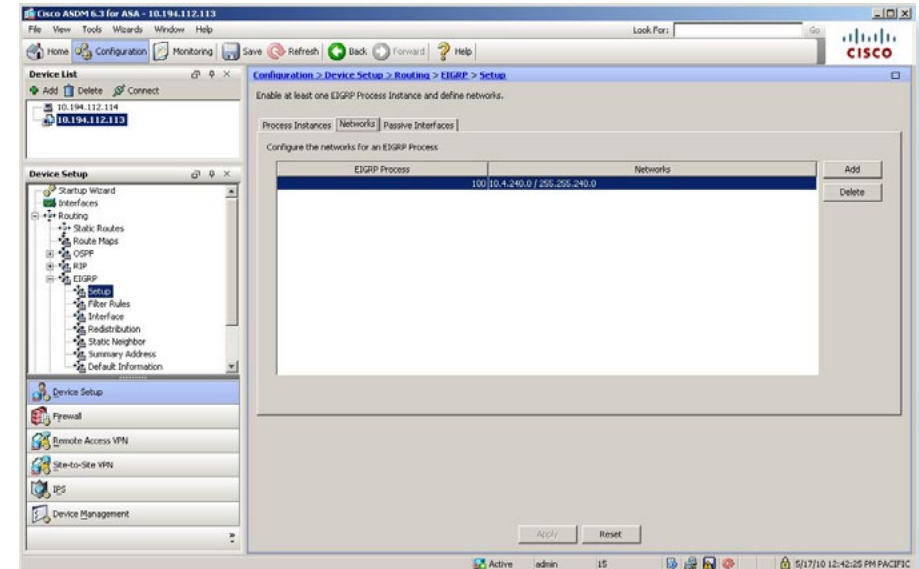 Cisco ASDM 6.3 for ASA - 10.194.112.113
File View Tools Wizards Window Help
Look For:
Go
Home Configuration Monitoring Save Refresh Back Forward Help
CISCO
Device List
Add Delete Connect
10.194.112.114
10.194.112.113
Device Setup
Startup Wizard
Interfaces
Routing
Static Routes
Route Maps
OSPF
RIP
EIGRP
Setup
Filter Rules
Interface
Redistribution
Static Neighbor
Summary Address
Default Information
Device Setup
Firewall
Remote Access VPN
Site-to-Site VPN
IPS
Device Management
Configuration > Device Setup > Routing > EIGRP > Setup
Enable at least one EIGRP Process Instance and define networks.
Process Instances Networks Passive Interfaces
Configure the networks for an EIGRP Process
EIGRP Process Networks
100 10.4.240.0 / 255.255.240.0
Add
Delete
Apply Reset
Active admin 15 5/17/10 12:42:25 PM PACIFIC